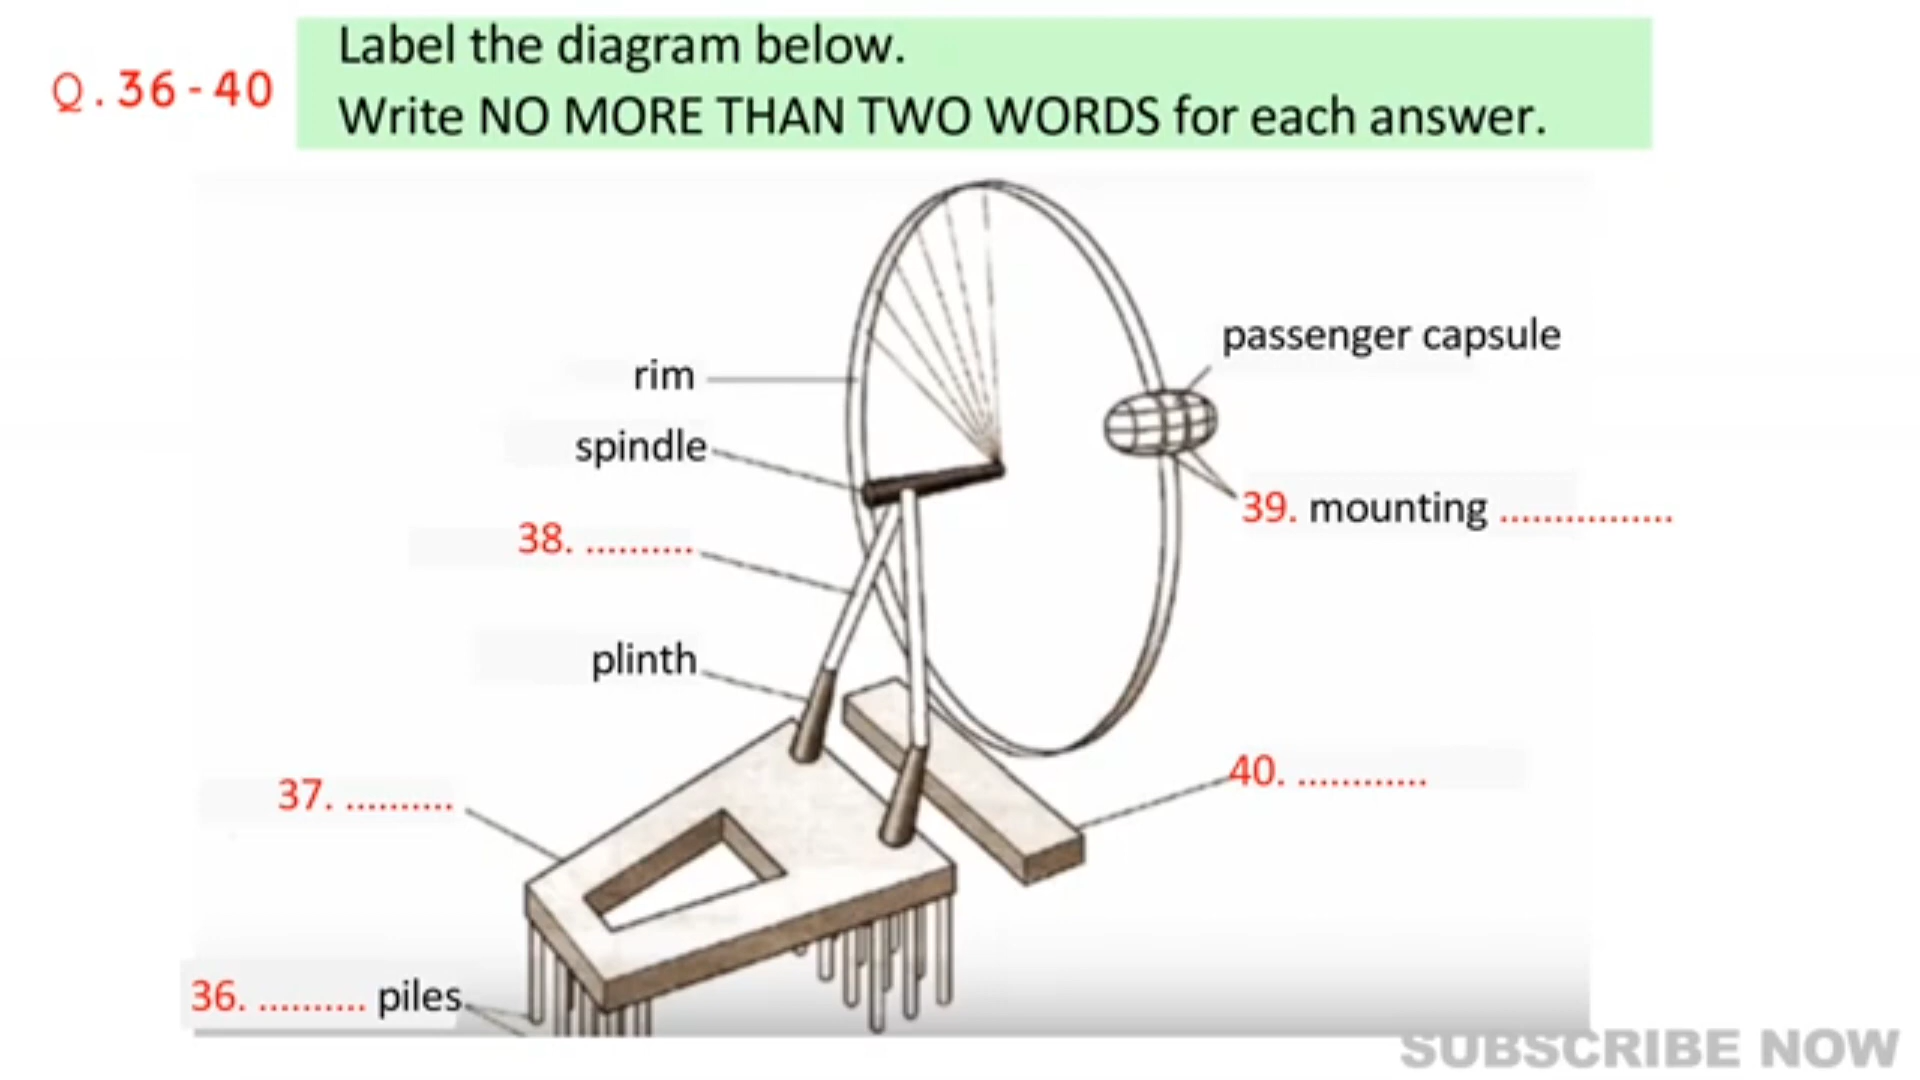 Q.36-40
Label the diagram below.
Write NO MORE THAN TWO WORDS for each answer.
passenger capsule
rim
spindle
39. mounting ................
38. ..........
plinth
40. ............
37. ..........
36. .......... piles
SUBSCRIBE NOW